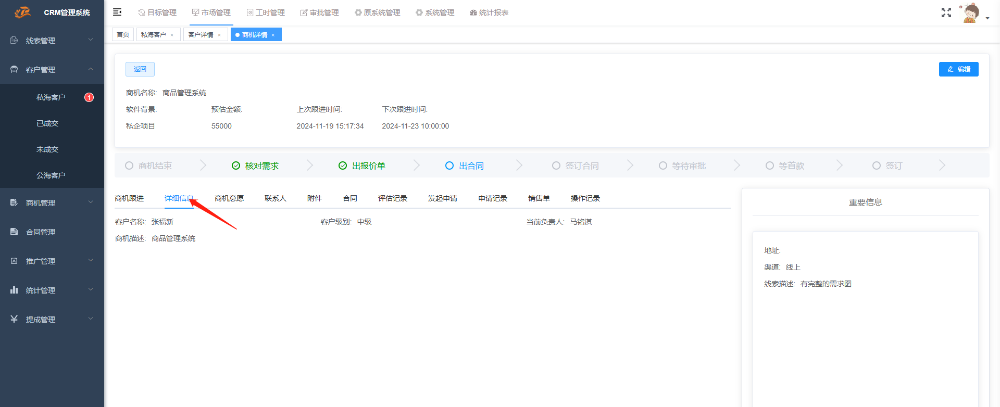 CRM管理系统
目标管理 市场管理 工时管理 审批管理 原系统管理 系统管理 统计报表
首页 私海客户 × 客户详情 × 商机详情 ×
线索管理
客户管理
私海客户 1
已成交
未成交
公海客户
商机管理
合同管理
推广管理
统计管理
提成管理
返回 编辑
商机名称: 商品管理系统
软件背景: 预估金额: 上次跟进时间: 下次跟进时间:
私企项目 55000 2024-11-19 15:17:34 2024-11-23 10:00:00
商机结束 核对需求 出报价单 出合同 签订合同 等待审批 等首款 签订
商机跟进 详细信息 商机意愿 联系人 附件 合同 评估记录 发起申请 申请记录 销售单 操作记录
客户名称: 张福新 客户级别: 中级 当前负责人: 马铭淇
商机描述: 商品管理系统
重要信息
地址:
渠道: 线上
线索描述: 有完整的需求图